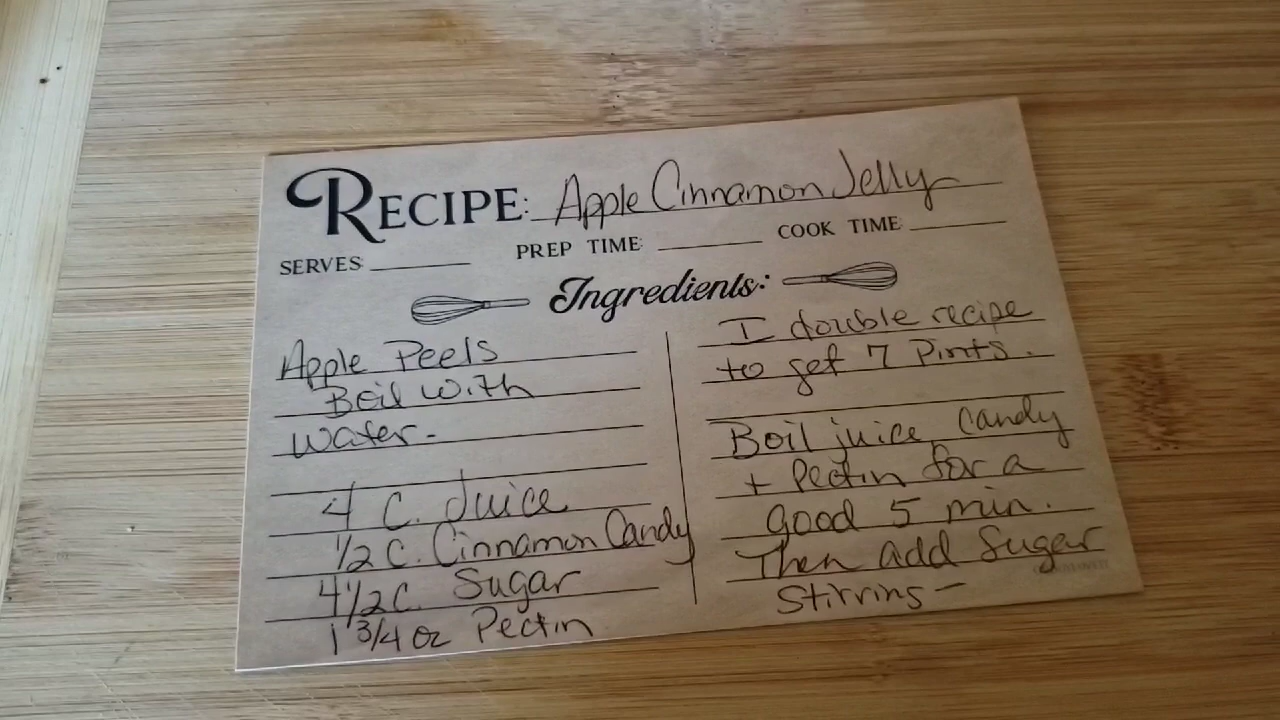 RECIPE: Apple Cinnamon Jelly
SERVES PREP TIME: COOK TIME:
Ingredients:
Apple Peels
Boil with
water-
4 C. Juice
1/2 C. Cinnamon Candy
4 1/2 C. Sugar
1 3/4 oz Pectin
I double recipe
to get 7 Pints.
Boil juice, Candy
+ Pectin for a
good 5 min.
Then add Sugar
Stirring-